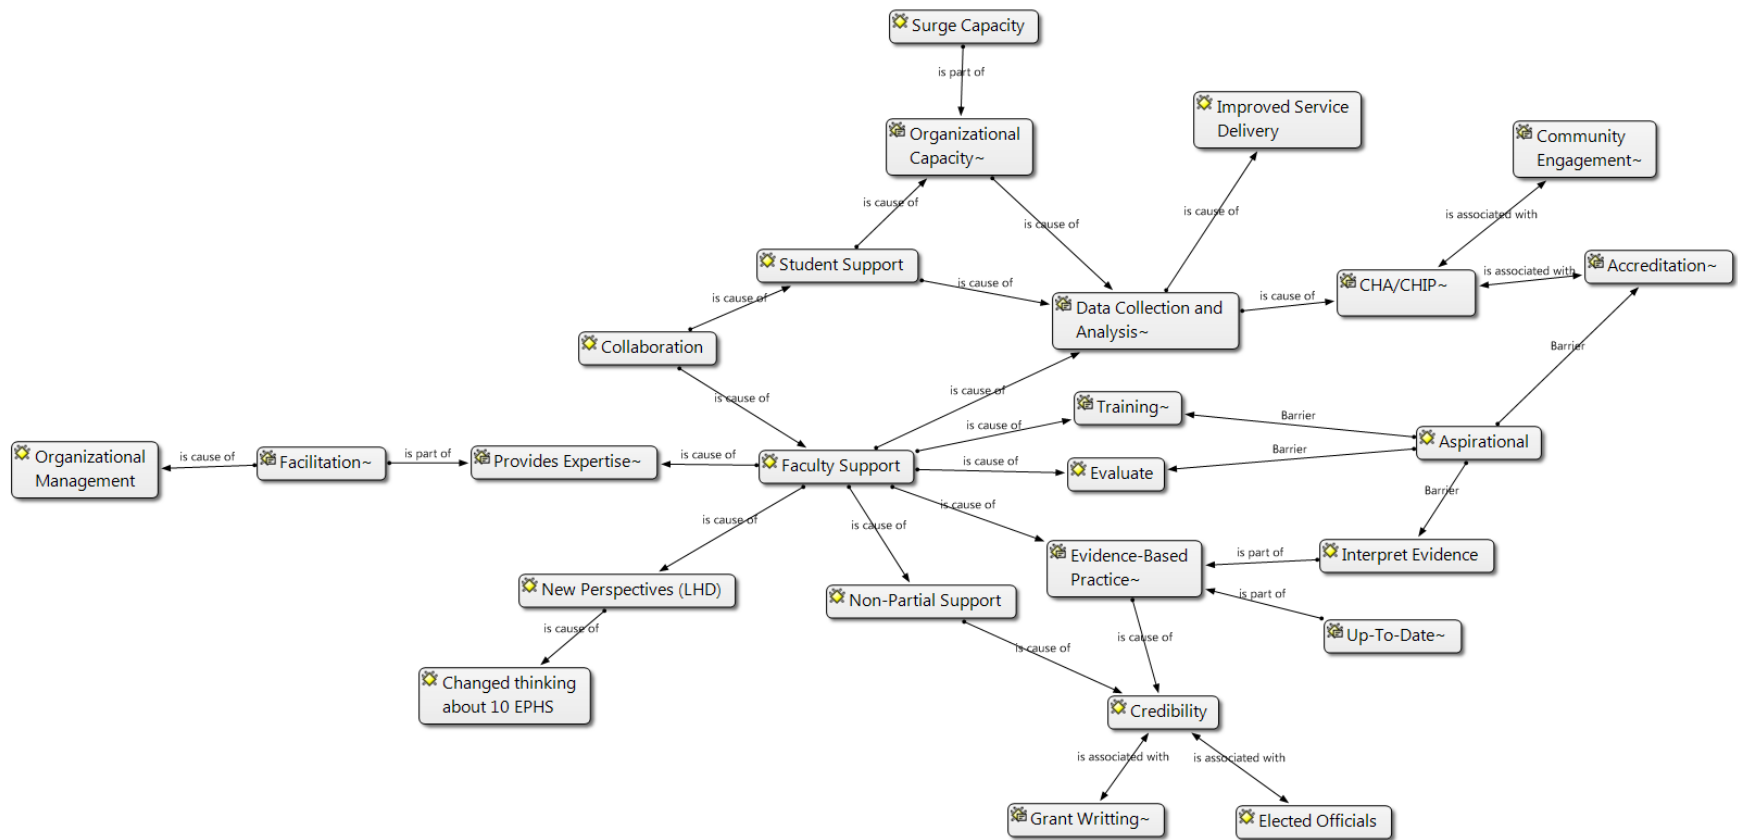 Surge Capacity
is part of
Improved Service
Delivery
Organizational
Capacity~
Community
Engagement~
is cause of
is cause of
is cause of
is associated with
Student Support
Accreditation~
is associated with
is cause of
CHA/CHIP~
is cause of
is cause of
Data Collection and
Analysis~
Collaboration
Barrier
is cause of
is cause of
Training~
Barrier
is cause of
Aspirational
Organizational
Management
is cause of
Facilitation~
is part of
Provides Expertise~
is cause of
Faculty Support
is cause of
Evaluate
Barrier
Barrier
is cause of
is cause of
is cause of
Evidence-Based
Practice~
is part of
Interpret Evidence
New Perspectives (LHD)
Non-Partial Support
is part of
is cause of
is cause of
Up-To-Date~
is cause of
Changed thinking
about 10 EPHS
Credibility
is associated with
is associated with
Grant Writting~
Elected Officials